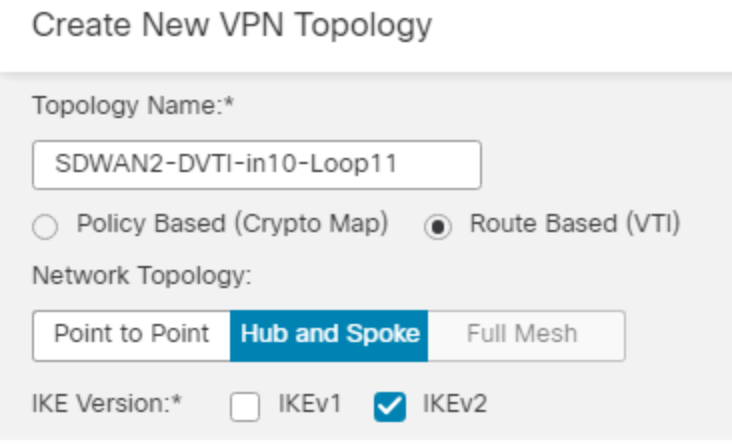 Create New VPN Topology
Topology Name:*
SDWAN2-DVTI-in10-Loop11
Policy Based (Crypto Map) Route Based (VTI)
Network Topology:
Point to Point Hub and Spoke Full Mesh
IKE Version:* IKEv1 IKEv2